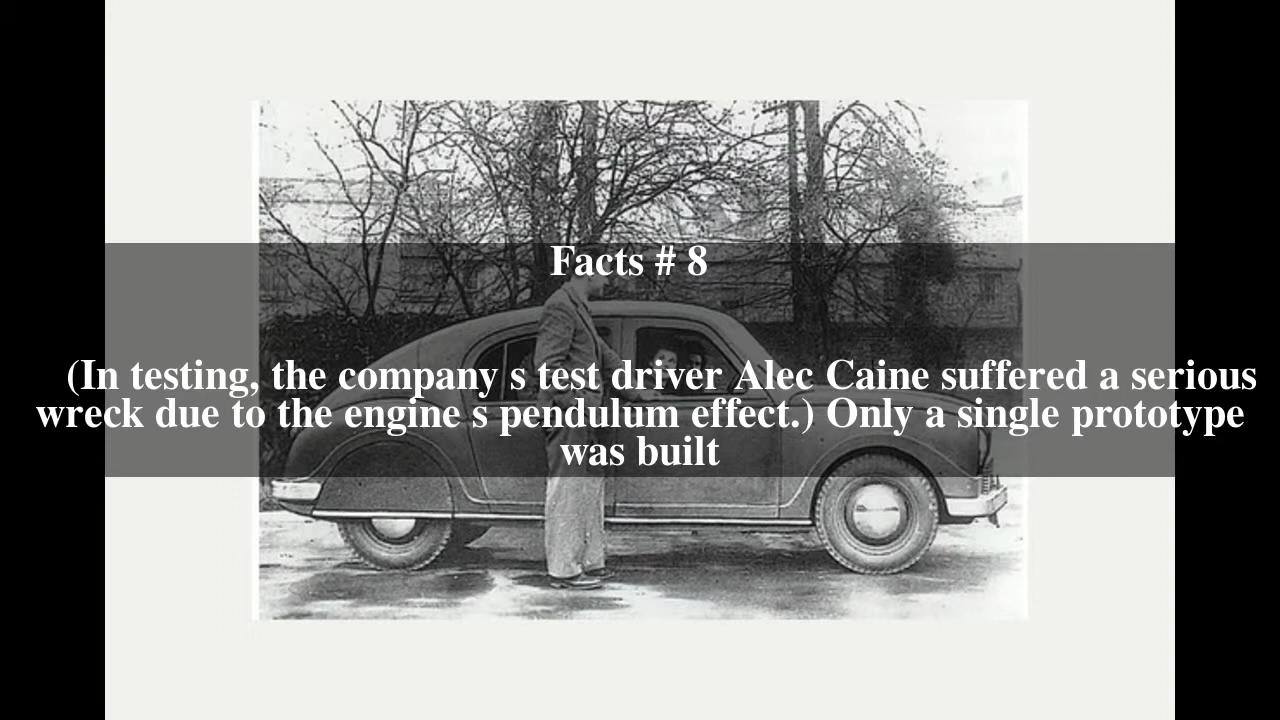 Facts # 8
(In testing, the company s test driver Alec Caine suffered a serious
wreck due to the engine s pendulum effect.) Only a single prototype
was built